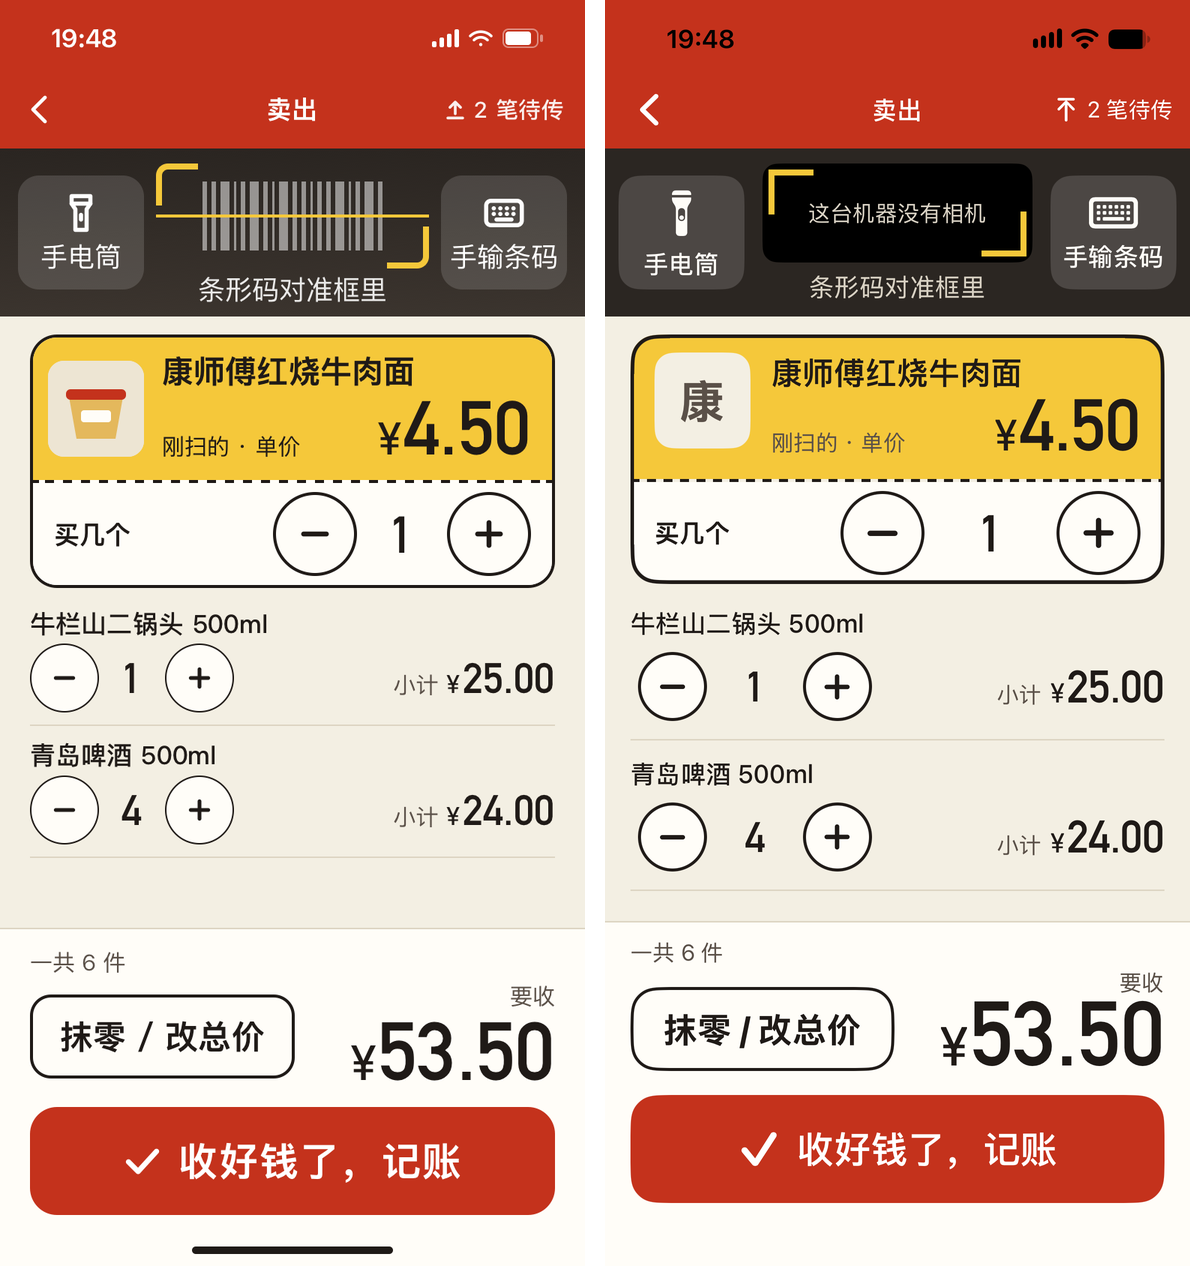 19:48
卖出
2 笔待传
手电筒
手输条码
条形码对准框里
康师傅红烧牛肉面
刚扫的 · 单价
¥4.50
买几个
1
牛栏山二锅头 500ml
1
小计 ¥25.00
青岛啤酒 500ml
4
小计 ¥24.00
一共 6 件
要收
抹零 / 改总价
¥53.50
收好钱了，记账
19:48
卖出
2 笔待传
手电筒
这台机器没有相机
手输条码
条形码对准框里
康
康师傅红烧牛肉面
刚扫的 · 单价
¥4.50
买几个
1
牛栏山二锅头 500ml
1
小计 ¥25.00
青岛啤酒 500ml
4
小计 ¥24.00
一共 6 件
要收
抹零 / 改总价
¥53.50
收好钱了，记账